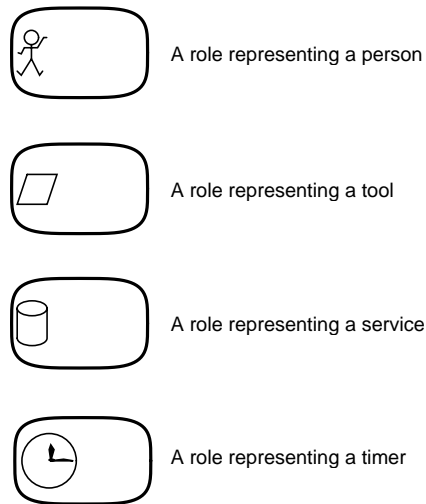 A role representing a person
A role representing a tool
A role representing a service
A role representing a timer